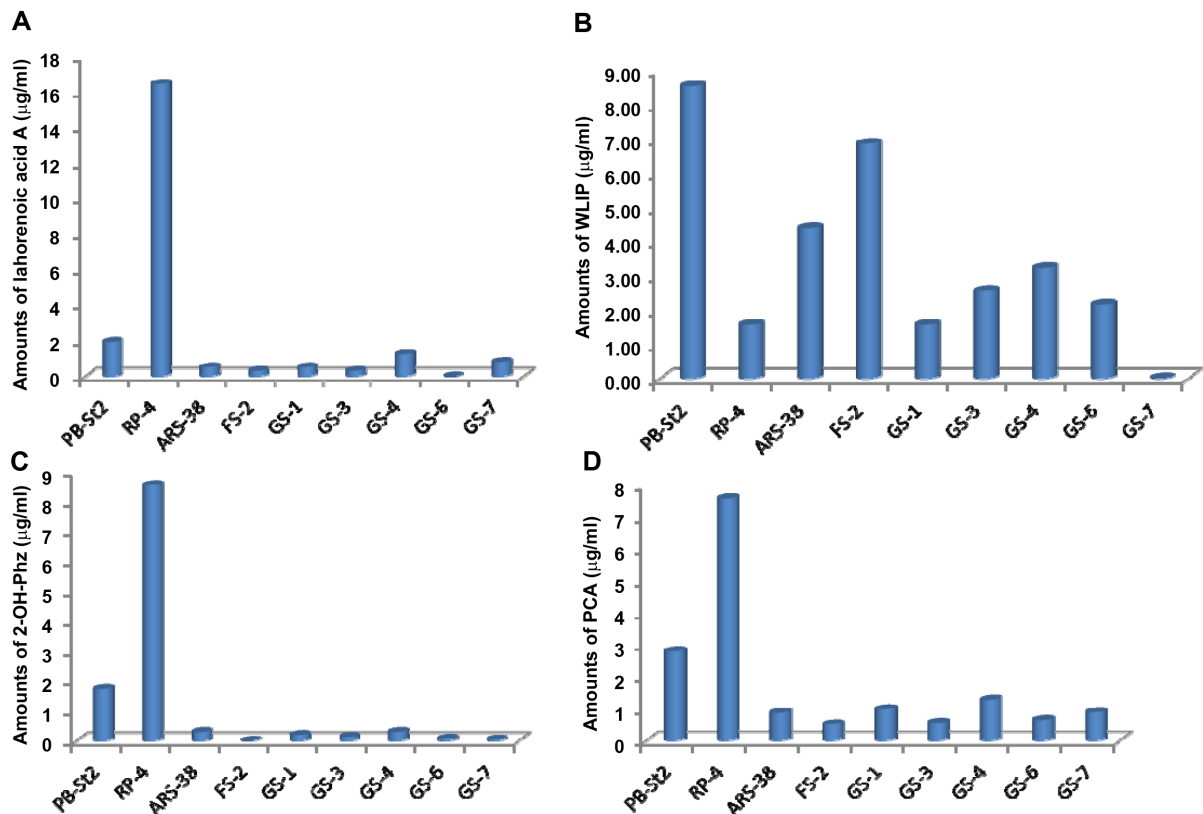 A
Amounts of lahorenoic acid A (μg/ml)
18
16
14
12
10
8
6
4
2
0
PB-St2
RP-4
ARS-38
FS-2
GS-1
GS-3
GS-4
GS-6
GS-7
B
Amounts of WLIP (μg/ml)
9.00
8.00
7.00
6.00
5.00
4.00
3.00
2.00
1.00
0.00
PB-St2
RP-4
ARS-38
FS-2
GS-1
GS-3
GS-4
GS-6
GS-7
C
Amounts of 2-OH-Phz (μg/ml)
9
8
7
6
5
4
3
2
1
0
PB-St2
RP-4
ARS-38
FS-2
GS-1
GS-3
GS-4
GS-6
GS-7
D
Amounts of PCA (μg/ml)
8
7
6
5
4
3
2
1
0
PB-St2
RP-4
ARS-38
FS-2
GS-1
GS-3
GS-4
GS-6
GS-7